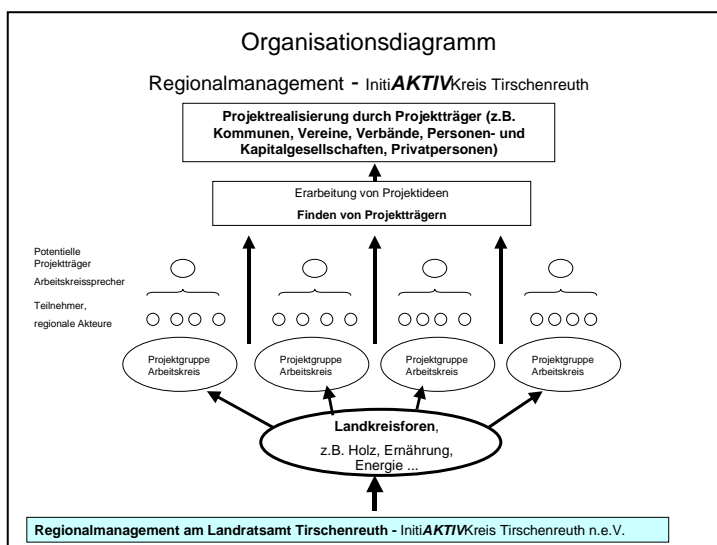 Organisationsdiagramm
Regionalmanagement - InitiAKTIVKreis Tirschenreuth
Projektrealisierung durch Projektträger (z.B.
Kommunen, Vereine, Verbände, Personen- und
Kapitalgesellschaften, Privatpersonen)
Erarbeitung von Projektideen
Finden von Projektträgern
Potentielle
Projektträger
Arbeitskreissprecher
Teilnehmer,
regionale Akteure
Projektgruppe
Arbeitskreis
Projektgruppe
Arbeitskreis
Projektgruppe
Arbeitskreis
Projektgruppe
Arbeitskreis
Landkreisforen,
z.B. Holz, Ernährung,
Energie ...
Regionalmanagement am Landratsamt Tirschenreuth - InitiAKTIVKreis Tirschenreuth n.e.V.